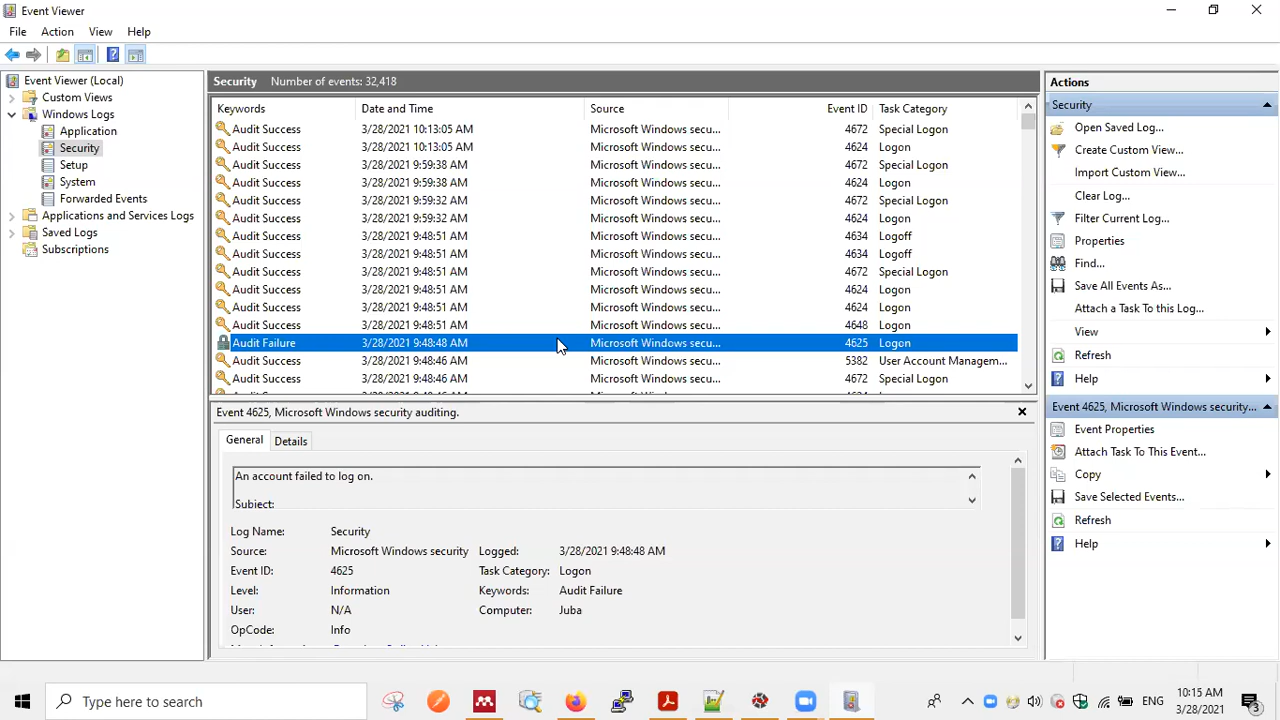 Event Viewer
File Action View Help
Event Viewer (Local)
Custom Views
Windows Logs
Application
Security
Setup
System
Forwarded Events
Applications and Services Logs
Saved Logs
Subscriptions
Security Number of events: 32,418
Keywords Date and Time Source Event ID Task Category
Audit Success 3/28/2021 10:13:05 AM Microsoft Windows secu... 4672 Special Logon
Audit Success 3/28/2021 10:13:05 AM Microsoft Windows secu... 4624 Logon
Audit Success 3/28/2021 9:59:38 AM Microsoft Windows secu... 4672 Special Logon
Audit Success 3/28/2021 9:59:38 AM Microsoft Windows secu... 4624 Logon
Audit Success 3/28/2021 9:59:32 AM Microsoft Windows secu... 4672 Special Logon
Audit Success 3/28/2021 9:59:32 AM Microsoft Windows secu... 4624 Logon
Audit Success 3/28/2021 9:48:51 AM Microsoft Windows secu... 4634 Logoff
Audit Success 3/28/2021 9:48:51 AM Microsoft Windows secu... 4634 Logoff
Audit Success 3/28/2021 9:48:51 AM Microsoft Windows secu... 4672 Special Logon
Audit Success 3/28/2021 9:48:51 AM Microsoft Windows secu... 4624 Logon
Audit Success 3/28/2021 9:48:51 AM Microsoft Windows secu... 4624 Logon
Audit Success 3/28/2021 9:48:51 AM Microsoft Windows secu... 4648 Logon
Audit Failure 3/28/2021 9:48:48 AM Microsoft Windows secu... 4625 Logon
Audit Success 3/28/2021 9:48:46 AM Microsoft Windows secu... 5382 User Account Managem...
Audit Success 3/28/2021 9:48:46 AM Microsoft Windows secu... 4672 Special Logon
Event 4625, Microsoft Windows security auditing.
General Details
An account failed to log on.
Subject:
Log Name: Security
Source: Microsoft Windows security Logged: 3/28/2021 9:48:48 AM
Event ID: 4625 Task Category: Logon
Level: Information Keywords: Audit Failure
User: N/A Computer: Juba
OpCode: Info
Actions
Security
Open Saved Log...
Create Custom View...
Import Custom View...
Clear Log...
Filter Current Log...
Properties
Find...
Save All Events As...
Attach a Task To this Log...
View
Refresh
Help
Event 4625, Microsoft Windows security...
Event Properties
Attach Task To This Event...
Copy
Save Selected Events...
Refresh
Help
Type here to search
ENG
10:15 AM
3/28/2021
3